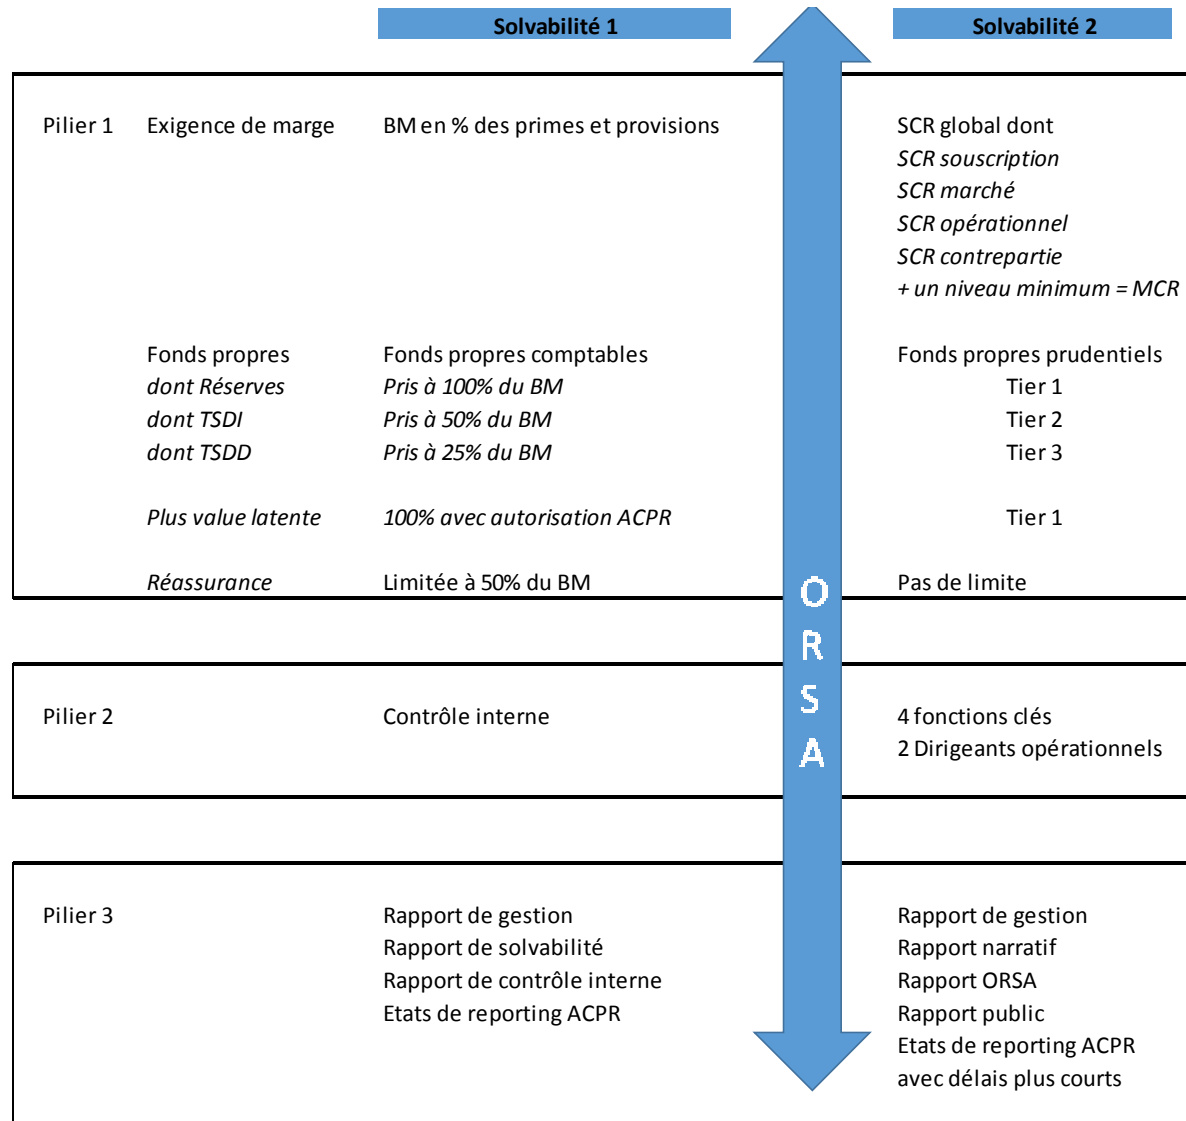 Solvabilité 1 Solvabilité 2
Pilier 1 Exigence de marge BM en % des primes et provisions SCR global dont
SCR souscription
SCR marché
SCR opérationnel
SCR contrepartie
+ un niveau minimum = MCR
Fonds propres Fonds propres comptables Fonds propres prudentiels
dont Réserves Pris à 100% du BM Tier 1
dont TSDI Pris à 50% du BM Tier 2
dont TSDD Pris à 25% du BM Tier 3
Plus value latente 100% avec autorisation ACPR Tier 1
Réassurance Limitée à 50% du BM Pas de limite
O
R
S
A
Pilier 2 Contrôle interne 4 fonctions clés
2 Dirigeants opérationnels
Pilier 3 Rapport de gestion Rapport de gestion
Rapport de solvabilité Rapport narratif
Rapport de contrôle interne Rapport ORSA
Etats de reporting ACPR Rapport public
Etats de reporting ACPR
avec délais plus courts